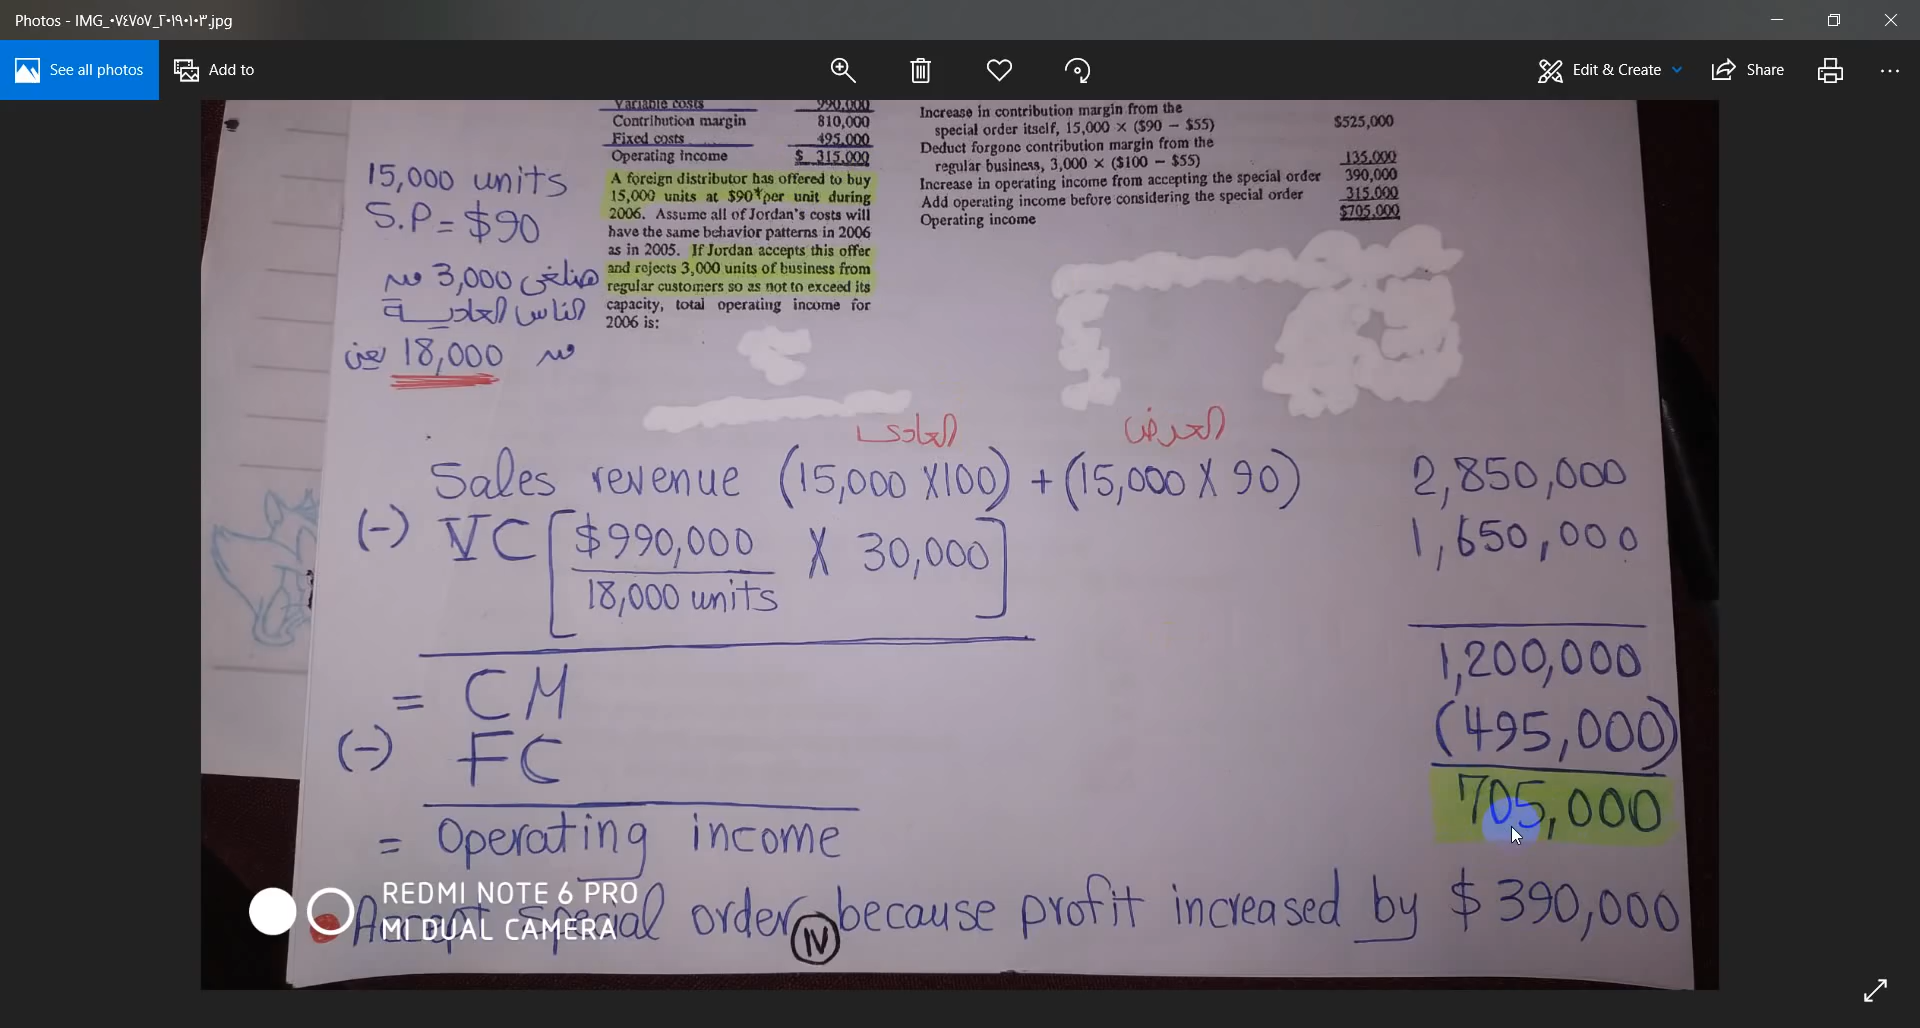 Photos - IMG_٢٠١٩٠١٠٣_٠٧٤٧٥٧.jpg
See all photos
Add to
Edit & Create
Share
Variable costs 990,000
Contribution margin 810,000
Fixed costs 495,000
Operating income $ 315,000
A foreign distributor has offered to buy
15,000 units at $90* per unit during
2006. Assume all of Jordan's costs will
have the same behavior patterns in 2006
as in 2005. If Jordan accepts this offer
and rejects 3,000 units of business from
regular customers so as not to exceed its
capacity, total operating income for
2006 is:
Increase in contribution margin from the
special order itself, 15,000 × ($90 – $55) $525,000
Deduct forgone contribution margin from the
regular business, 3,000 × ($100 – $55) 135,000
Increase in operating income from accepting the special order 390,000
Add operating income before considering the special order 315,000
Operating income $705,000
15,000 units
S.P = $90
هنلغى 3,000 من
الناس العادية
من 18,000 يعني
العادى
العرض
Sales revenue (15,000 X100) + (15,000 X 90) 2,850,000
(-) VC [ $990,000 X 30,000 ] 1,650,000
18,000 units
= CM 1,200,000
(-) FC (495,000)
= Operating income 705,000
REDMI NOTE 6 PRO
MI DUAL CAMERA
Accept special order because profit increased by $ 390,000
IV